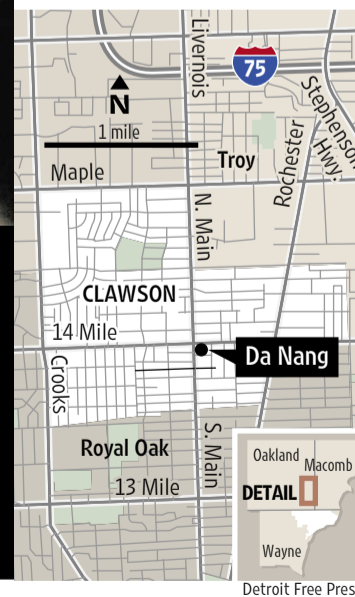 Livernois
75
N
1 mile
Stephenson
Hwy.
Troy
Rochester
Maple
N. Main
CLAWSON
14 Mile
Da Nang
Crooks
Royal Oak
S. Main
13 Mile
Oakland
Macomb
DETAIL
Wayne
Detroit Free Pres